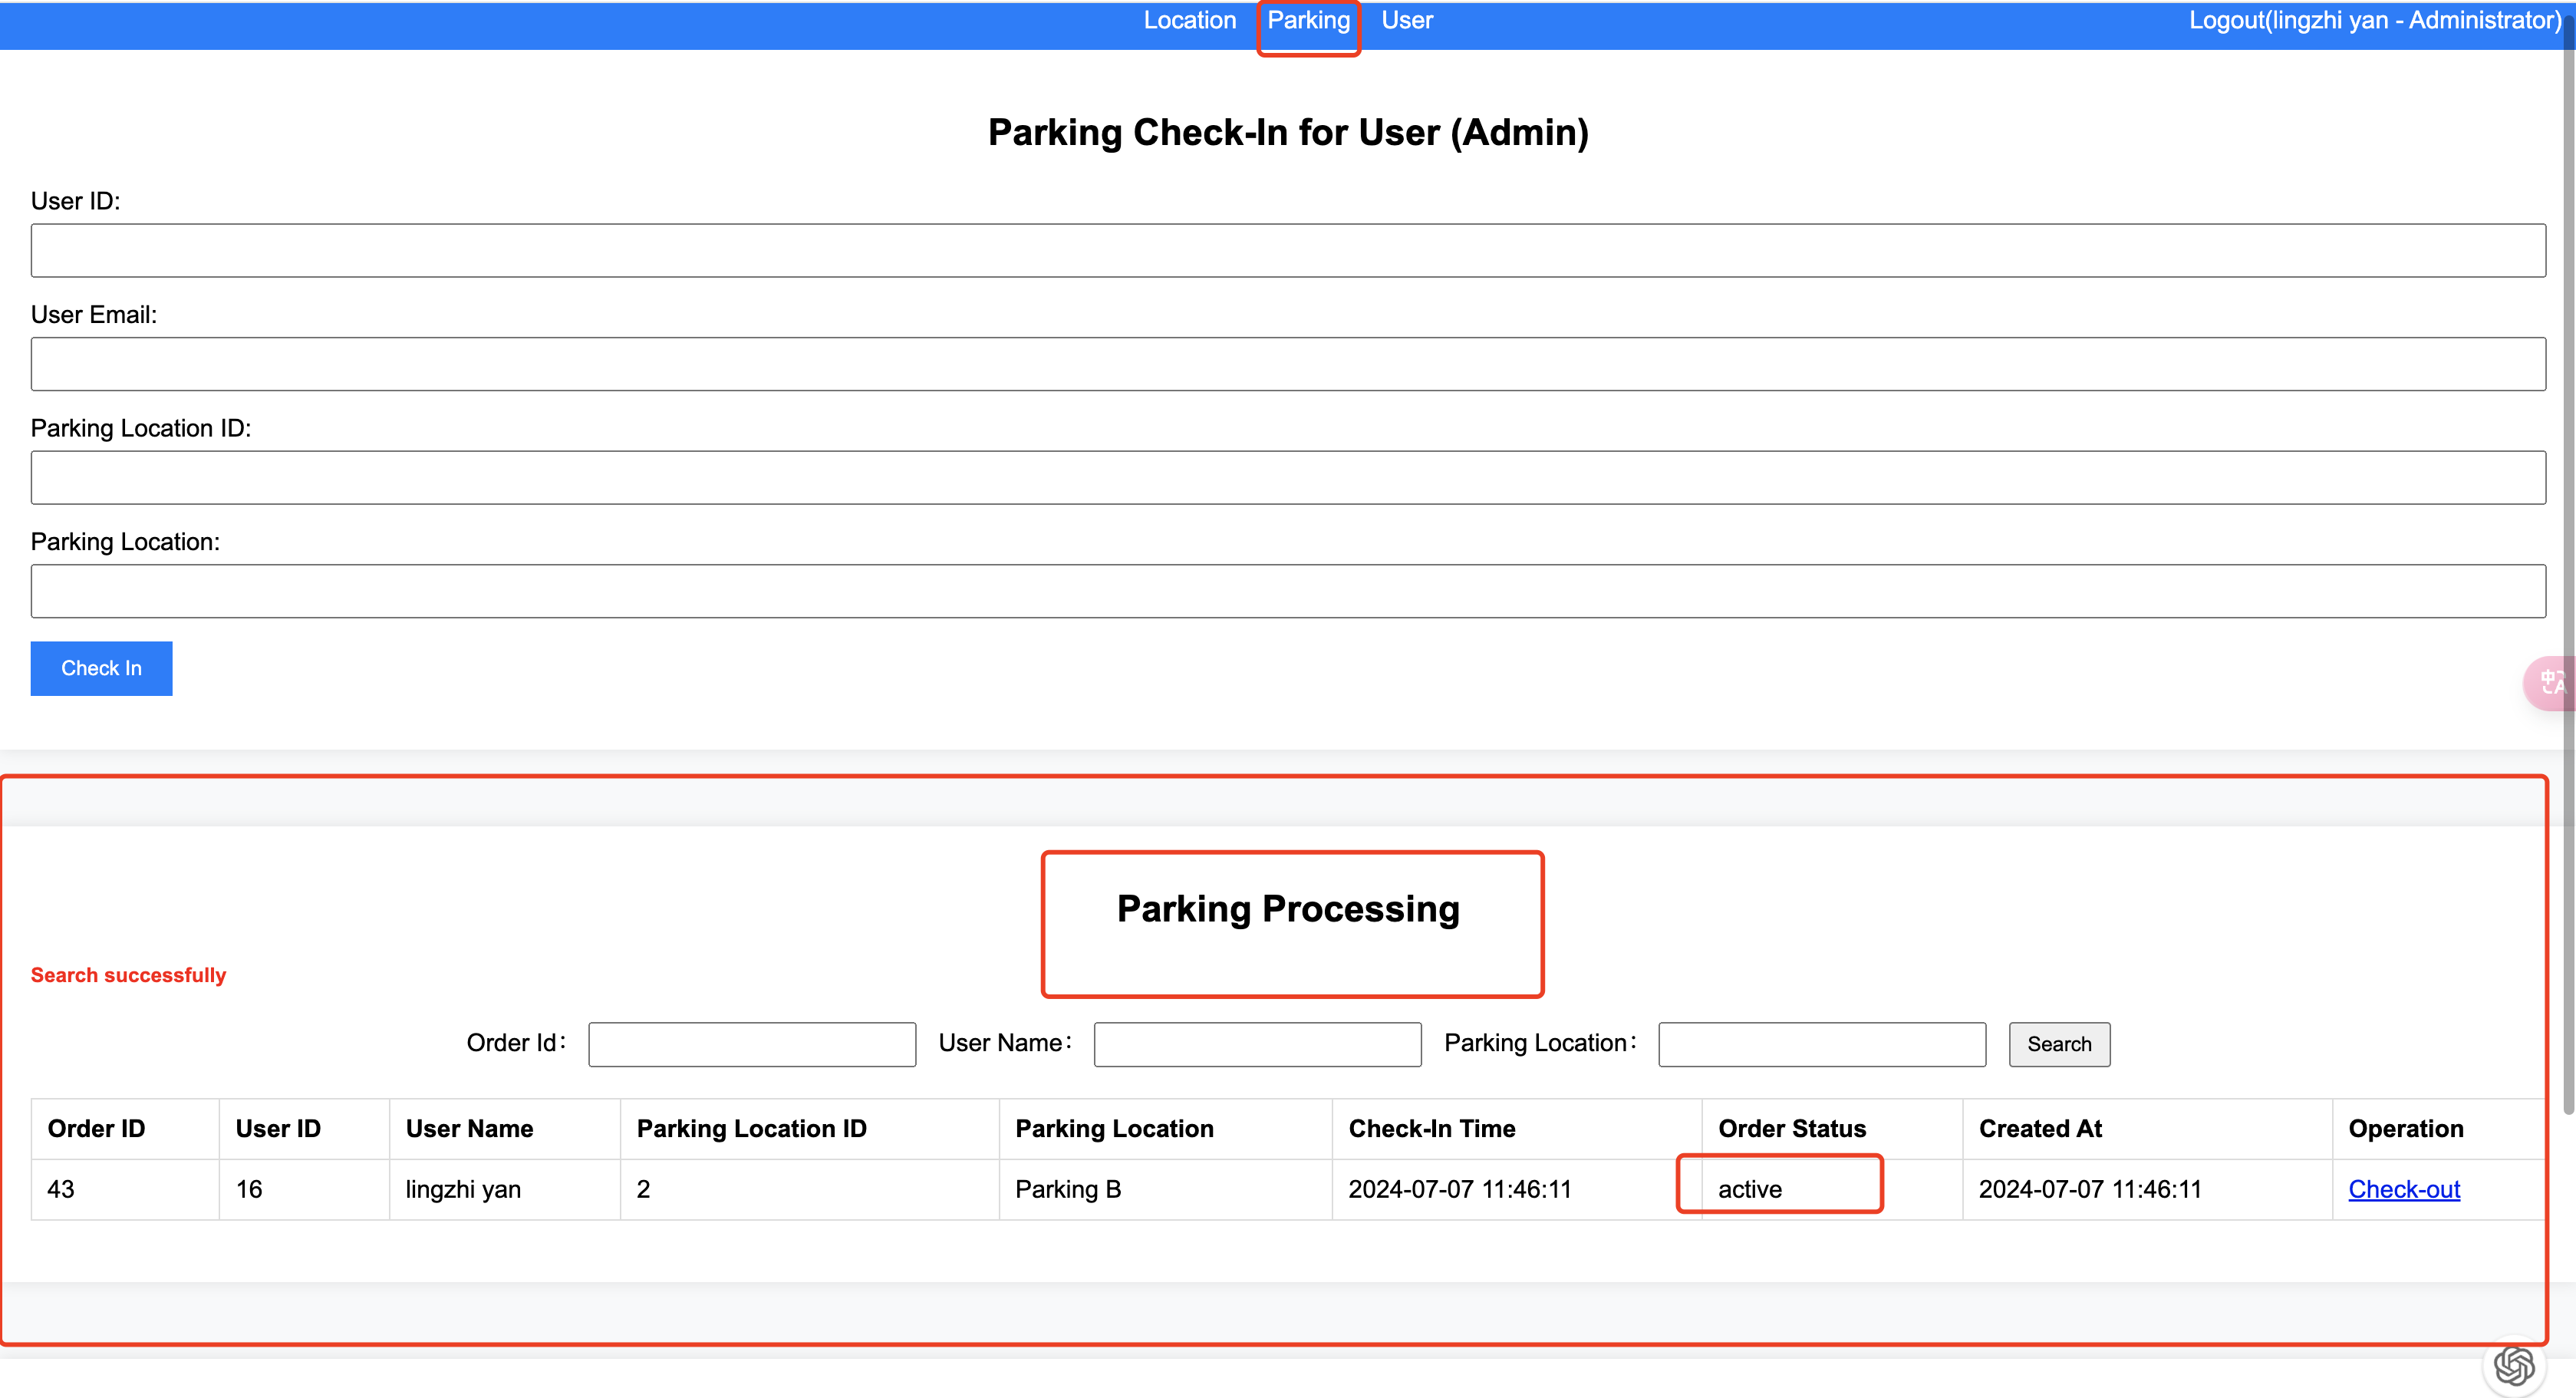 Location Parking User Logout(lingzhi yan - Administrator)
Parking Check-In for User (Admin)
User ID:
User Email:
Parking Location ID:
Parking Location:
Check In
中A
Parking Processing
Search successfully
Order Id： User Name： Parking Location： Search
Order ID User ID User Name Parking Location ID Parking Location Check-In Time Order Status Created At Operation
43 16 lingzhi yan 2 Parking B 2024-07-07 11:46:11 active 2024-07-07 11:46:11 Check-out